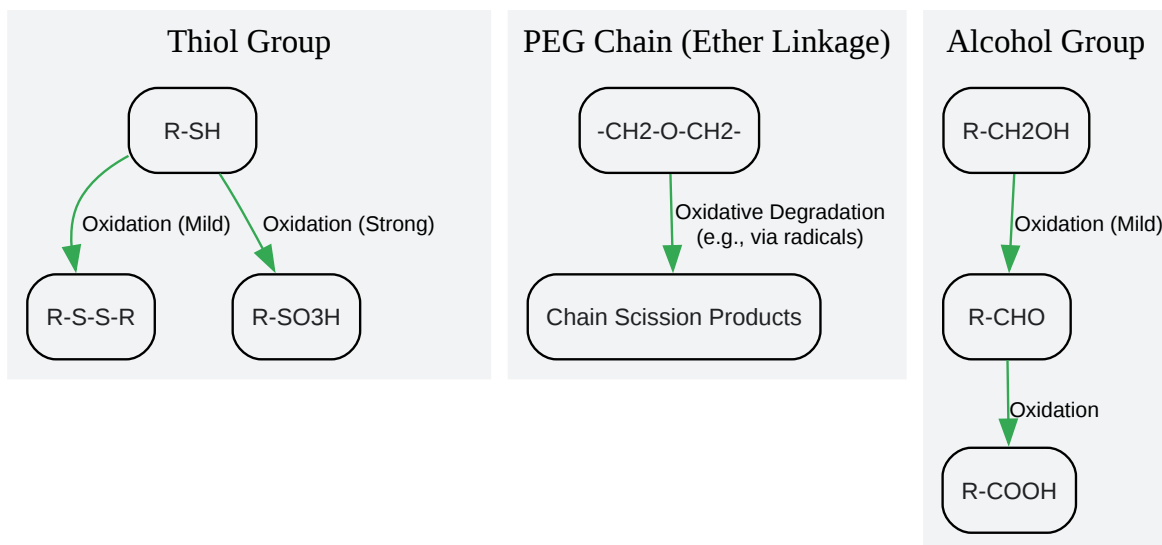 Thiol Group
R-SH
Oxidation (Mild)
Oxidation (Strong)
R-S-S-R
R-SO3H
PEG Chain (Ether Linkage)
-CH2-O-CH2-
Oxidative Degradation
(e.g., via radicals)
Chain Scission Products
Alcohol Group
R-CH2OH
Oxidation (Mild)
R-CHO
Oxidation
R-COOH